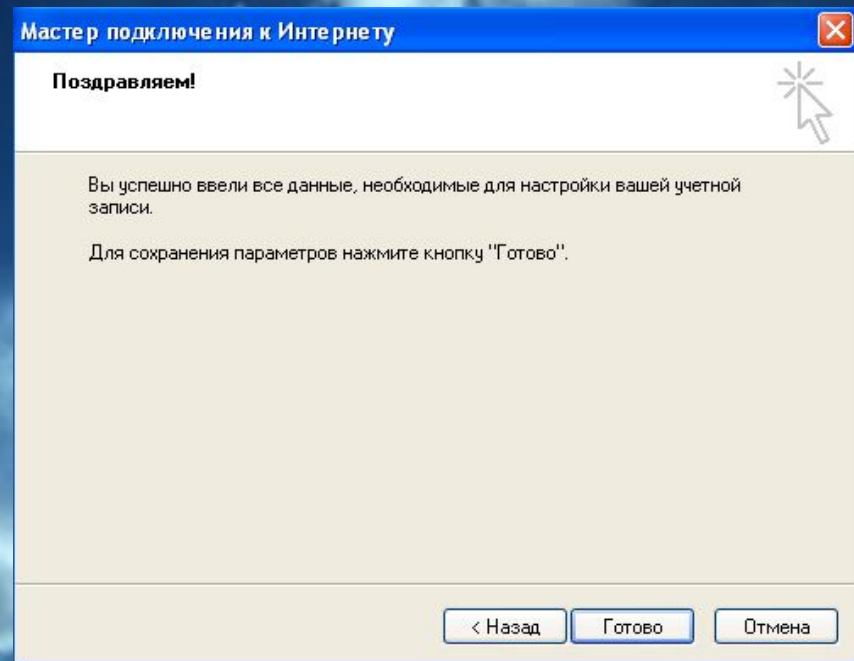 Мастер подключения к Интернету
Поздравляем!
Вы успешно ввели все данные, необходимые для настройки вашей учетной
записи.
Для сохранения параметров нажмите кнопку "Готово".
< Назад
Готово
Отмена